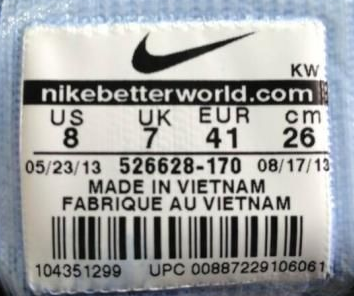 KW
nikebetterworld.com
US UK EUR cm
8 7 41 26
05/23/13 526628-170 08/17/13
MADE IN VIETNAM
FABRIQUE AU VIETNAM
104351299 UPC 00887229106061